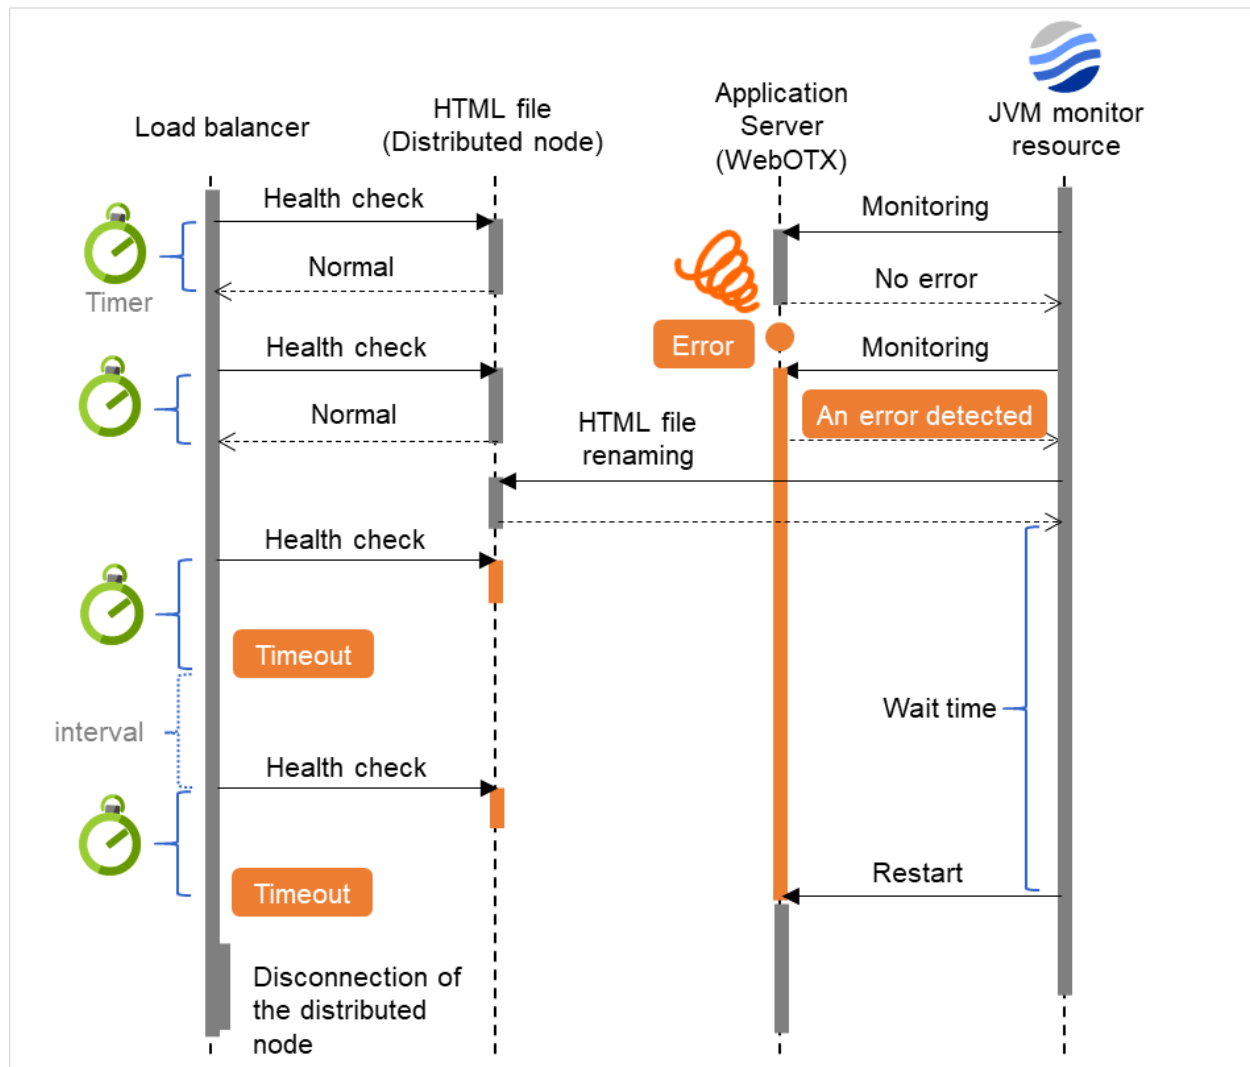 Load balancer
HTML file
(Distributed node)
Application
Server
(WebOTX)
JVM monitor
resource
Health check
Monitoring
Normal
No error
Timer
Error
Health check
Monitoring
Normal
An error detected
HTML file
renaming
Health check
Timeout
Wait time
interval
Health check
Restart
Timeout
Disconnection of
the distributed
node